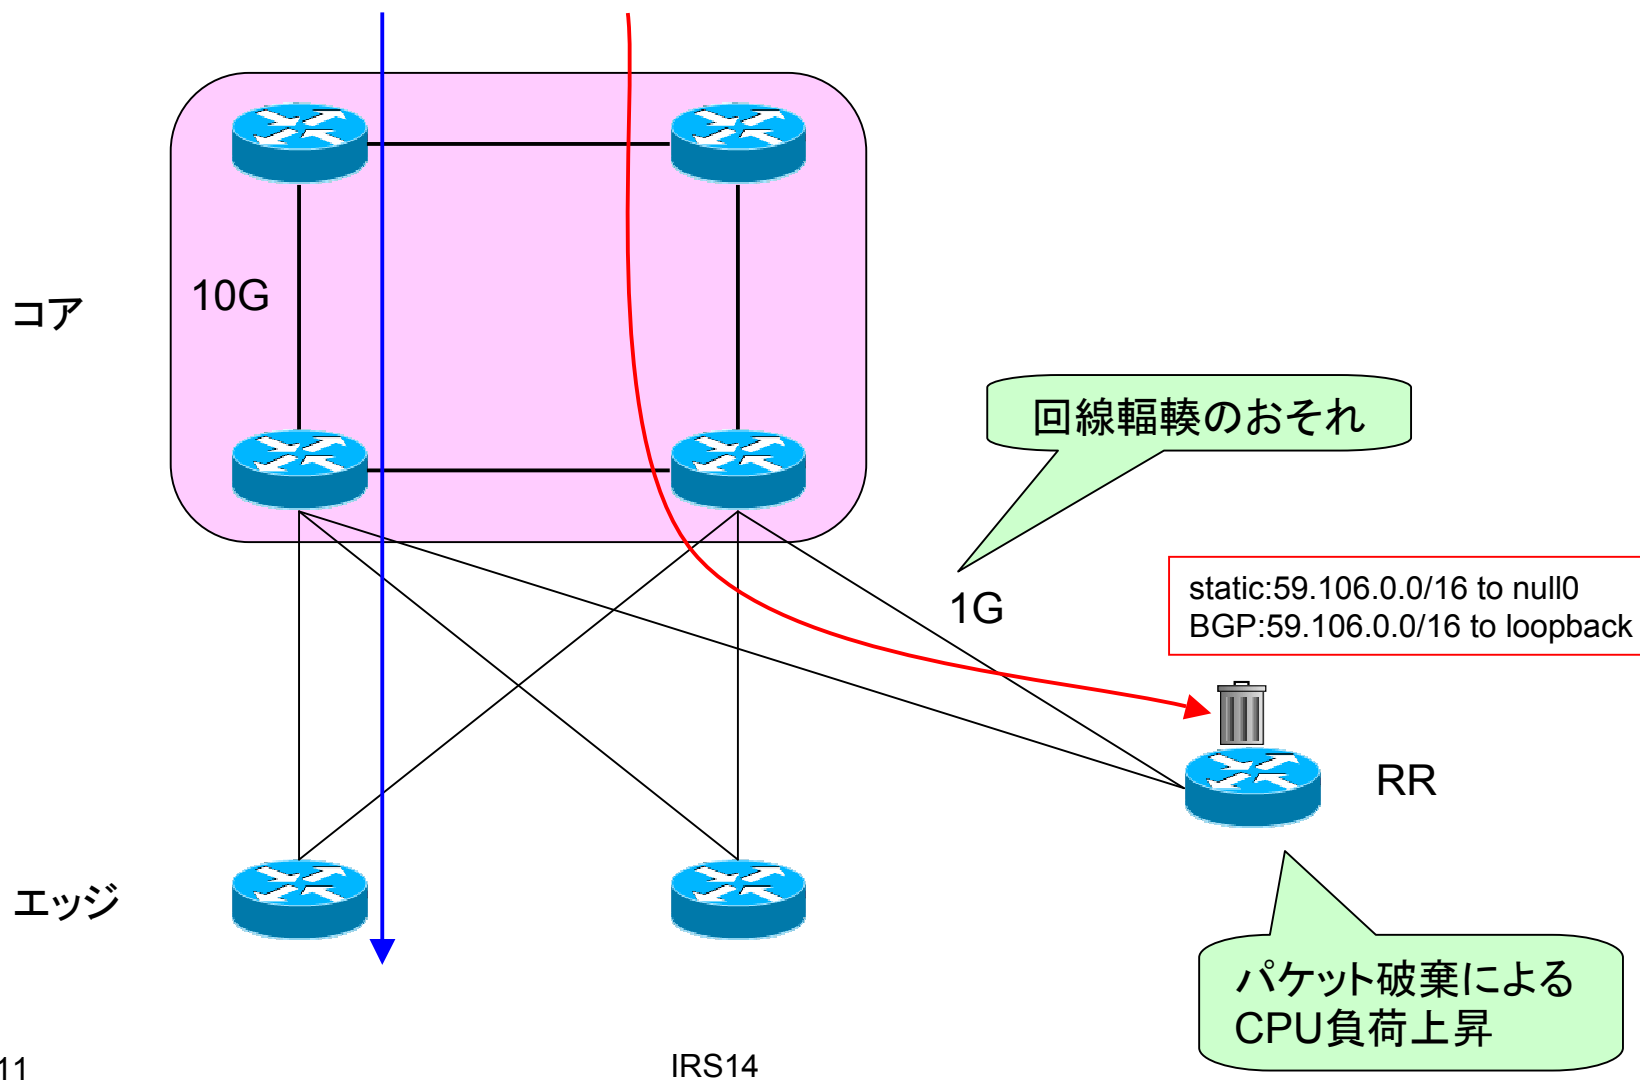 コア
10G
回線輻輳のおそれ
1G
static:59.106.0.0/16 to null0
BGP:59.106.0.0/16 to loopback
RR
エッジ
パケット破棄による
CPU負荷上昇
11
IRS14